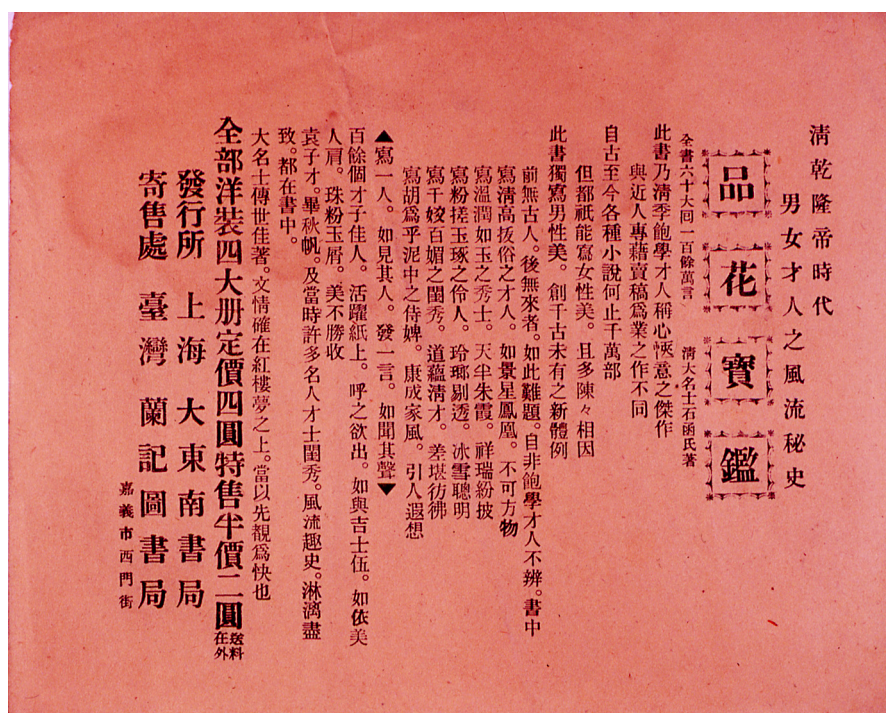 清乾隆帝時代
男女才人之風流秘史
品花寶鑑
全書六十大回一百餘萬言　清大名士石函氏著
此書乃清季飽學才人稱心愜意之傑作
與近人專藉賣稿爲業之作不同
自古至今各種小說何止千萬部
但都祇能寫女性美。且多陳々相因
此書獨寫男性美。創千古未有之新體例
前無古人。後無來者。如此難題。自非飽學才人不辨。書中
寫清高拔俗之才人。如景星鳳凰。不可方物
寫溫潤如玉之秀士。天半朱霞。祥瑞紛披
寫粉搓玉琢之伶人。玲瑯剔透。冰雪聰明
寫千姣百媚之閨秀。道蘊清才。差堪彷彿
寫胡爲乎泥中之侍婢。康成家風。引人遐想
▲寫一人。如見其人。發一言。如聞其聲▼
百餘個才子佳人。活躍紙上。呼之欲出。如與吉士伍。如依美
人肩。珠粉玉屑。美不勝收
袁子才。畢秋帆。及當時許多名人才士閨秀。風流趣史。淋漓盡
致。都在書中。
大名士傳世佳著。文情確在紅樓夢之上。當以先覩爲快也
全部洋裝四大册定價四圓特售半價二圓送料在外
發行所　上海大東南書局
寄售處　臺灣蘭記圖書局
嘉義市西門街